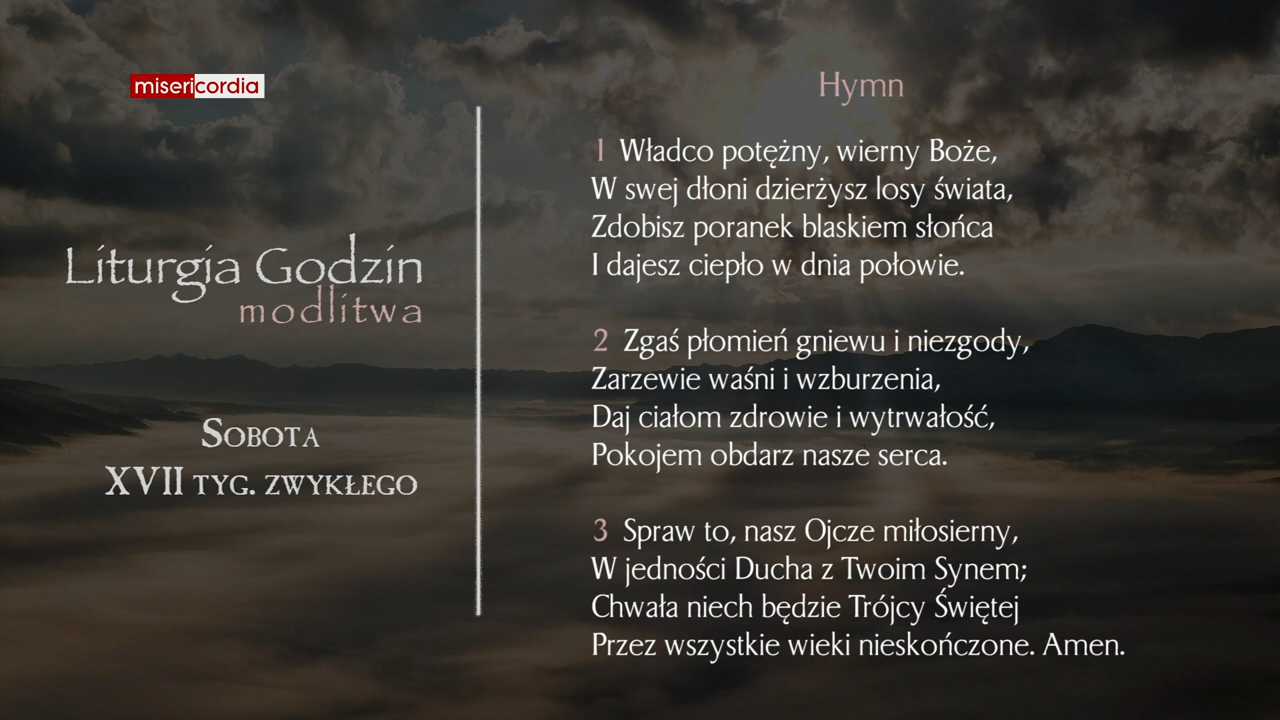 misericordia
Liturgia Godzin
modlitwa
Sobota
XVII tyg. zwykłego
Hymn
1 Władco potężny, wierny Boże,
W swej dłoni dzierżysz losy świata,
Zdobisz poranek blaskiem słońca
I dajesz ciepło w dnia połowie.
2 Zgaś płomień gniewu i niezgody,
Zarzewie waśni i wzburzenia,
Daj ciałom zdrowie i wytrwałość,
Pokojem obdarz nasze serca.
3 Spraw to, nasz Ojcze miłosierny,
W jedności Ducha z Twoim Synem;
Chwała niech będzie Trójcy Świętej
Przez wszystkie wieki nieskończone. Amen.